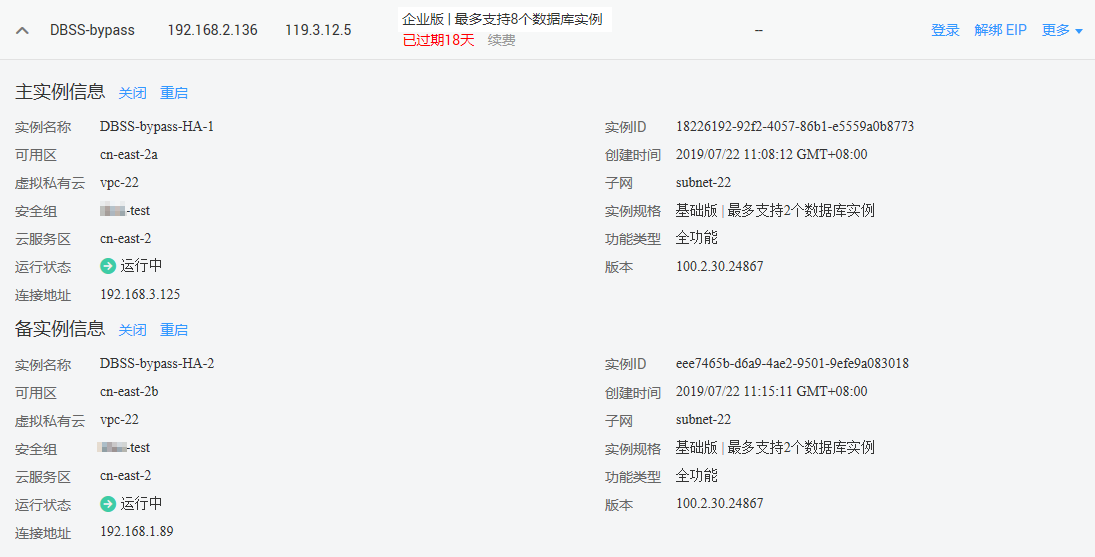 DBSS-bypass 192.168.2.136 119.3.12.5 企业版 | 最多支持8个数据库实例 -- 登录 解绑 EIP 更多
已过期18天 续费
主实例信息 关闭 重启
实例名称 DBSS-bypass-HA-1 实例ID 18226192-92f2-4057-86b1-e5559a0b8773
可用区 cn-east-2a 创建时间 2019/07/22 11:08:12 GMT+08:00
虚拟私有云 vpc-22 子网 subnet-22
安全组 -test 实例规格 基础版 | 最多支持2个数据库实例
云服务区 cn-east-2 功能类型 全功能
运行状态 运行中 版本 100.2.30.24867
连接地址 192.168.3.125
备实例信息 关闭 重启
实例名称 DBSS-bypass-HA-2 实例ID eee7465b-d6a9-4ae2-9501-9efe9a083018
可用区 cn-east-2b 创建时间 2019/07/22 11:15:11 GMT+08:00
虚拟私有云 vpc-22 子网 subnet-22
安全组 -test 实例规格 基础版 | 最多支持2个数据库实例
云服务区 cn-east-2 功能类型 全功能
运行状态 运行中 版本 100.2.30.24867
连接地址 192.168.1.89